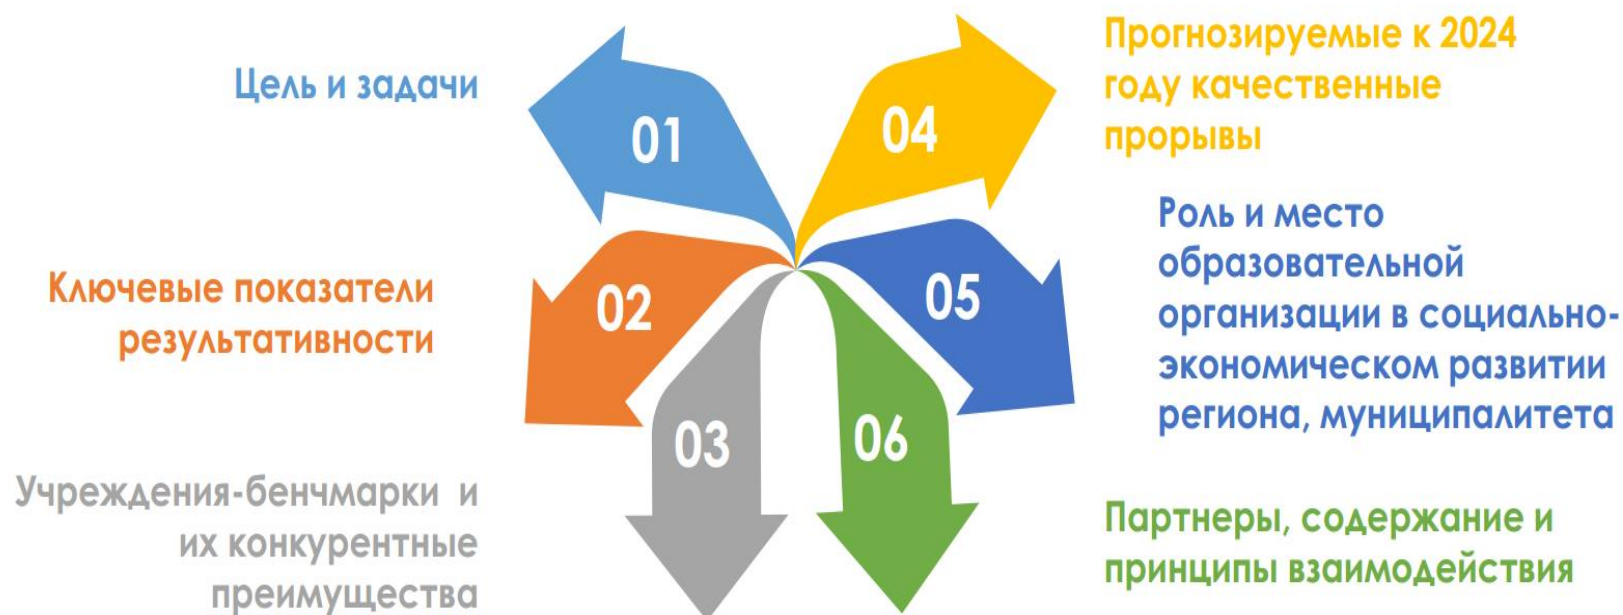 Цель и задачи
01
Ключевые показатели
результативности
02
Учреждения-бенчмарки и
их конкурентные
преимущества
03
04
Прогнозируемые к 2024
году качественные
прорывы
05
Роль и место
образовательной
организации в социально-
экономическом развитии
региона, муниципалитета
06
Партнеры, содержание и
принципы взаимодействия